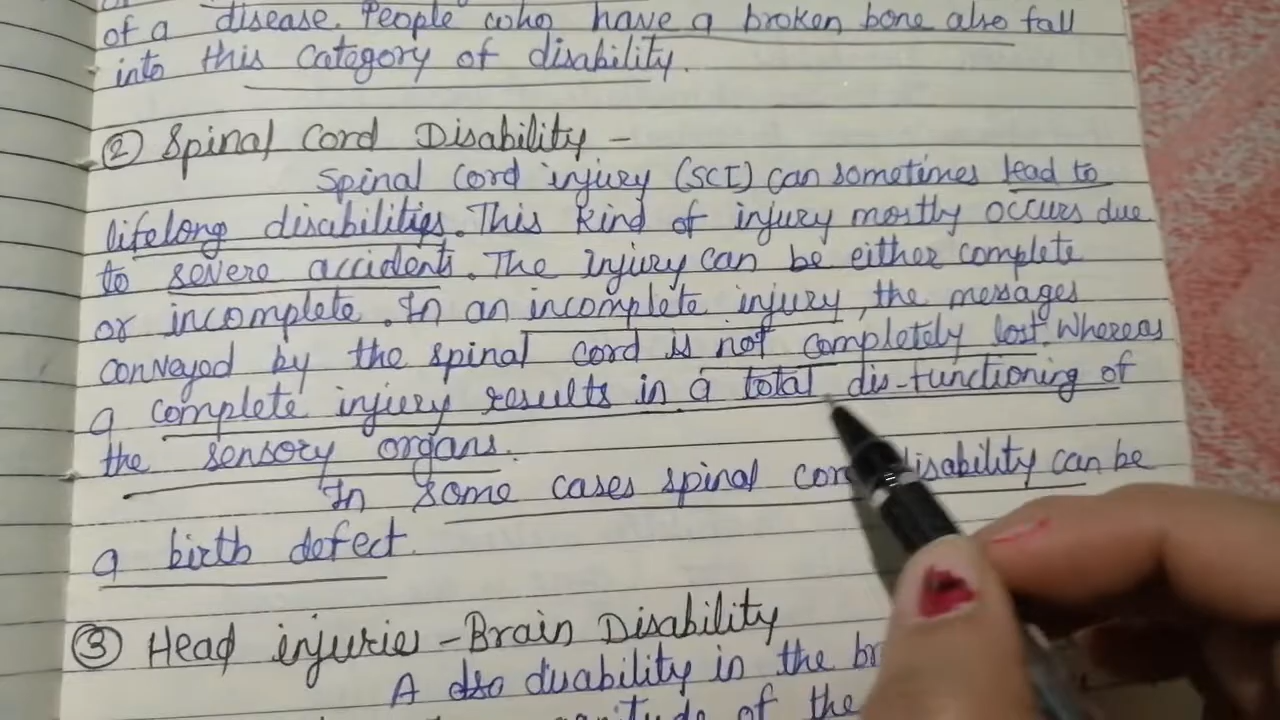 of a disease. People who have a broken bone also fall
into this category of disability.
② Spinal Cord Disability -
Spinal Cord injury (SCI) can sometimes lead to
lifelong disabilities. This kind of injury mostly occurs due
to severe accidents. The injury can be either complete
or incomplete. In an incomplete injury, the messages
conveyed by the spinal cord is not completely lost. Whereas
a complete injury results in a total dis-functioning of
the sensory organs.
In some cases spinal cord disability can be
a birth defect.
③ Head injuries - Brain Disability
A disability in the
of the